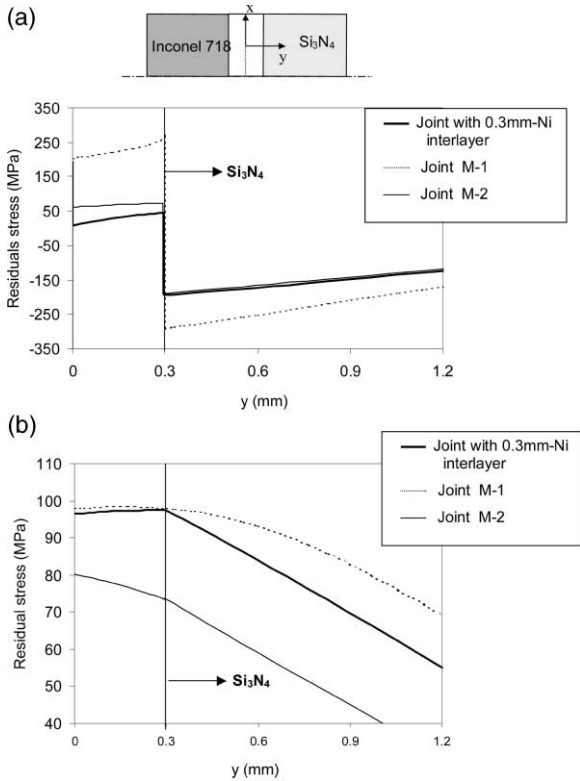 (a)
x
Inconel 718
Si3N4
y
350
250
150
50
-50
-150
-250
-350
Residuals stress (MPa)
Si3N4
Joint with 0.3mm-Ni
interlayer
Joint M-1
Joint M-2
0
0.3
0.6
0.9
1.2
y (mm)
(b)
Joint with 0.3mm-Ni
interlayer
Joint M-1
Joint M-2
110
100
90
80
70
60
50
40
Residual stress (MPa)
Si3N4
0
0.3
0.6
0.9
1.2
y (mm)